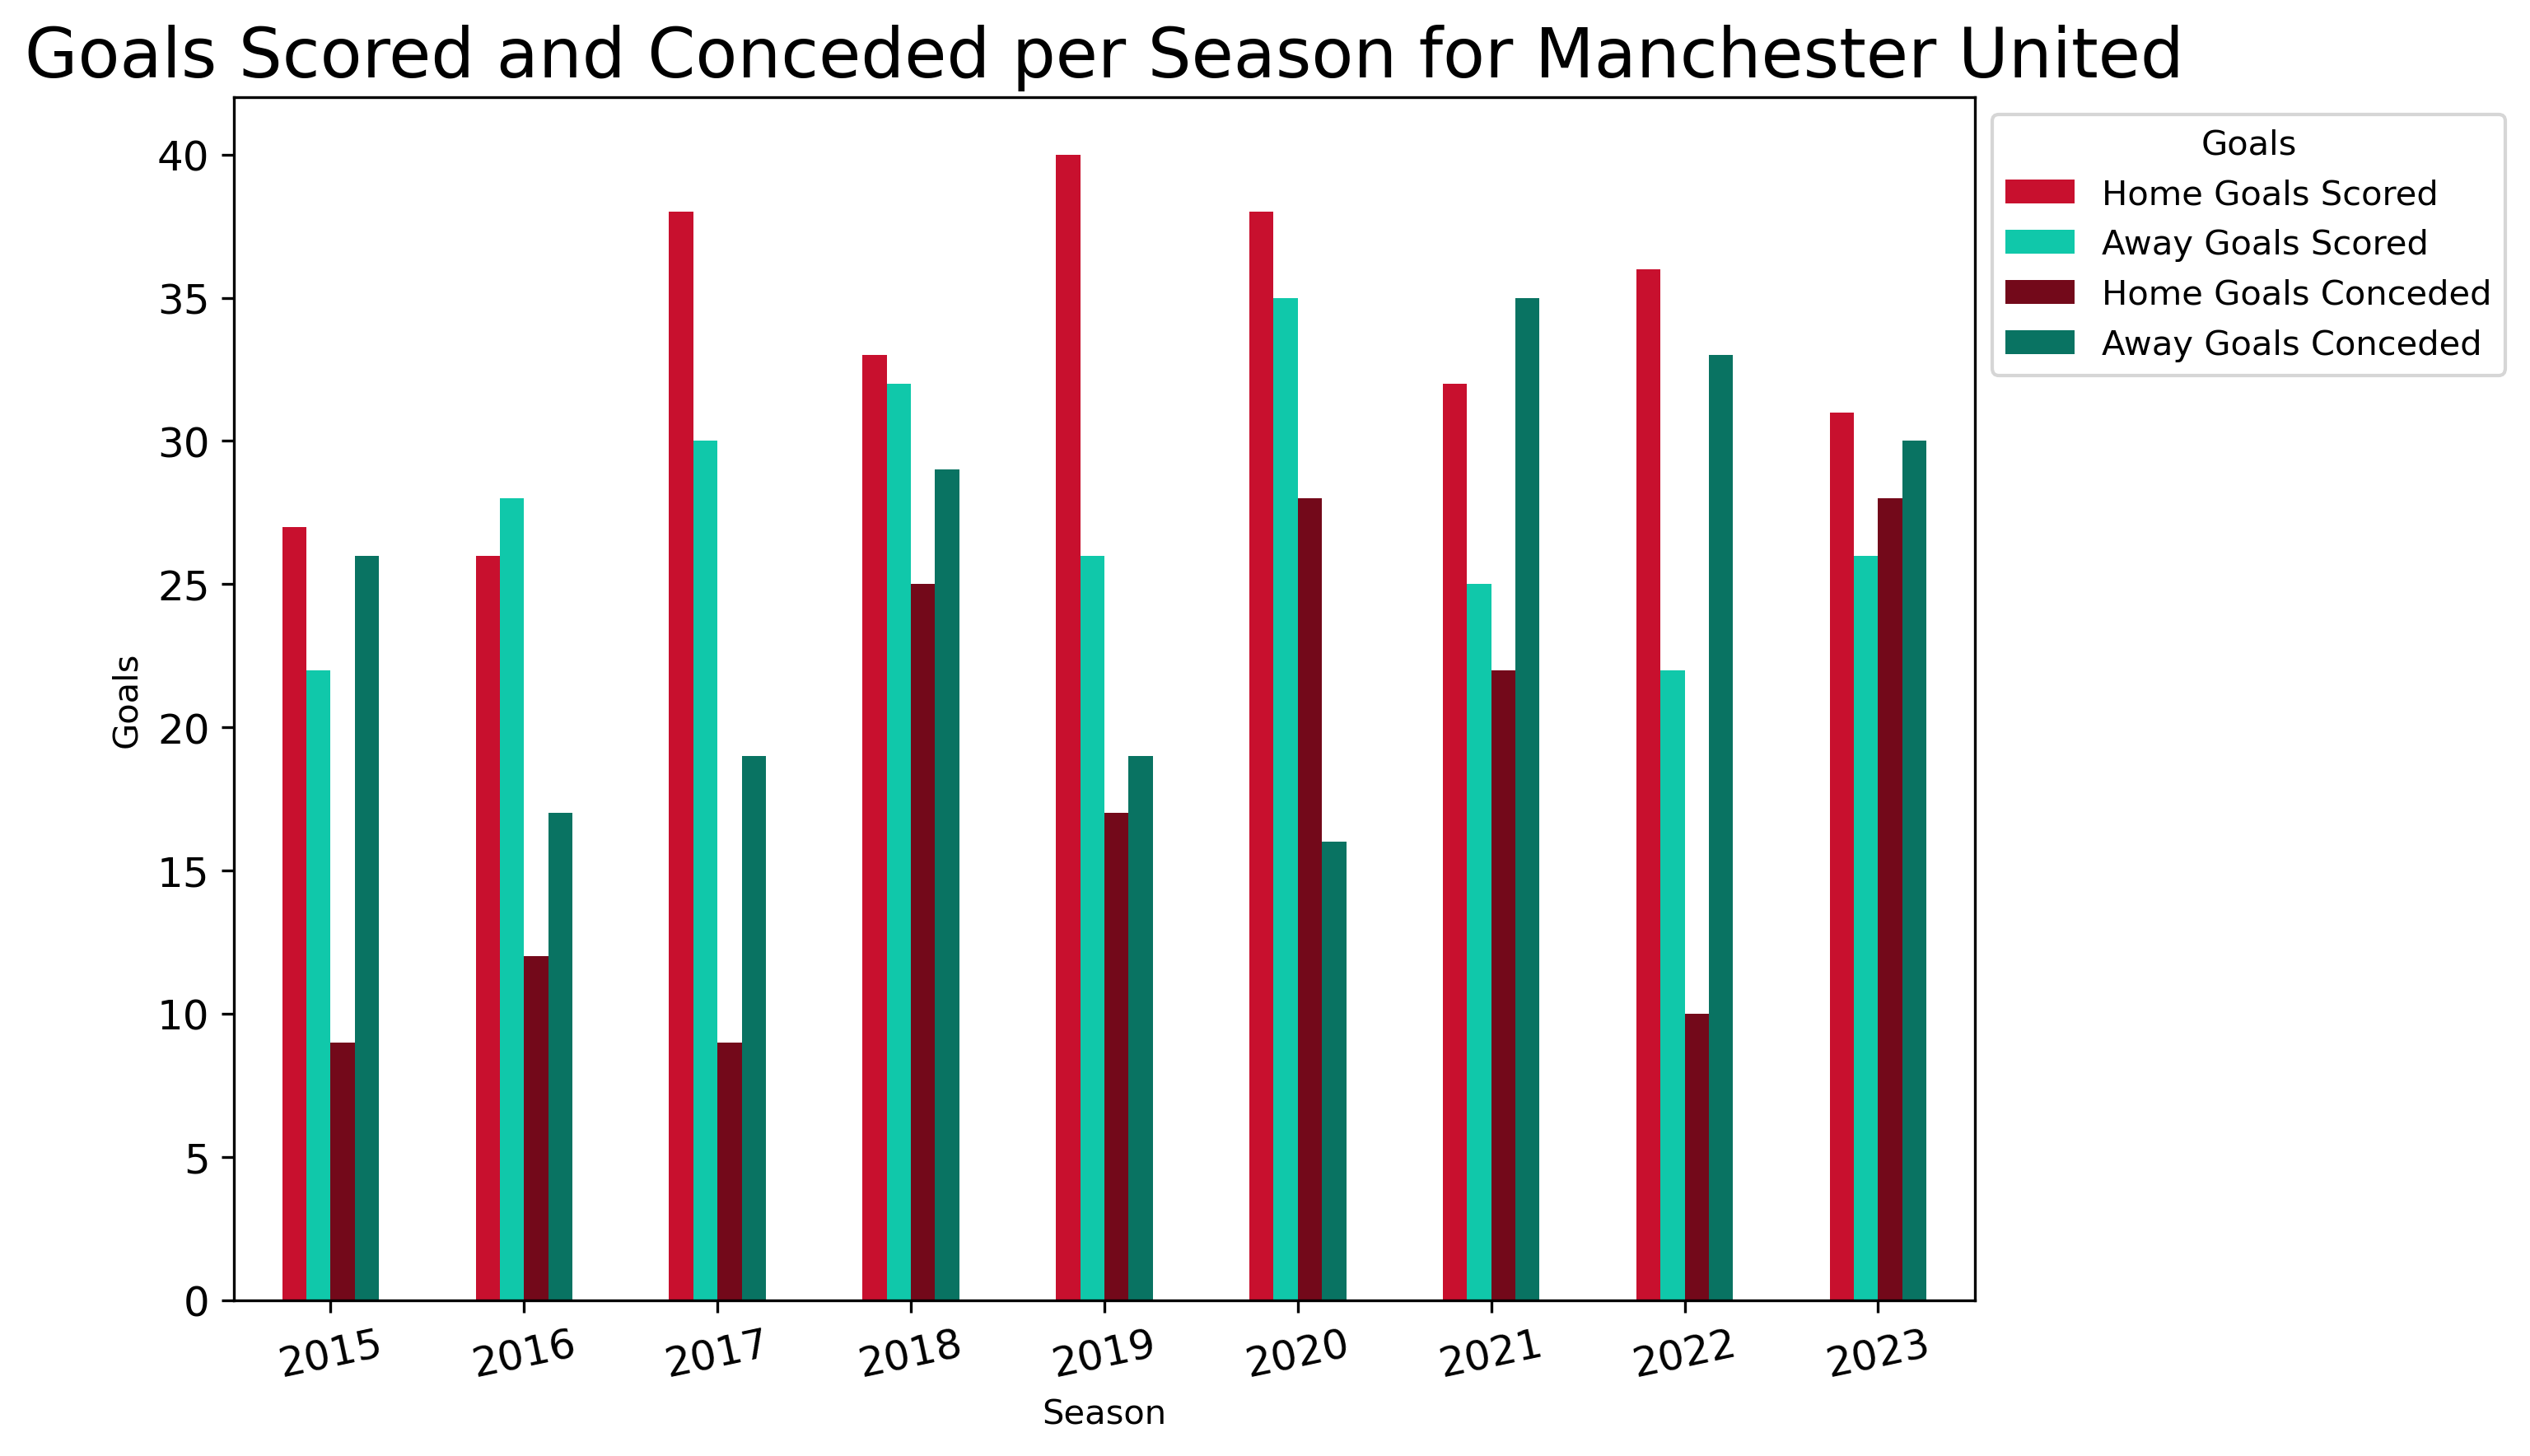 Goals Scored and Conceded per Season for Manchester United
Goals
Home Goals Scored
Away Goals Scored
Home Goals Conceded
Away Goals Conceded
40
35
30
25
20
15
10
5
0
Goals
2015 2016 2017 2018 2019 2020 2021 2022 2023
Season